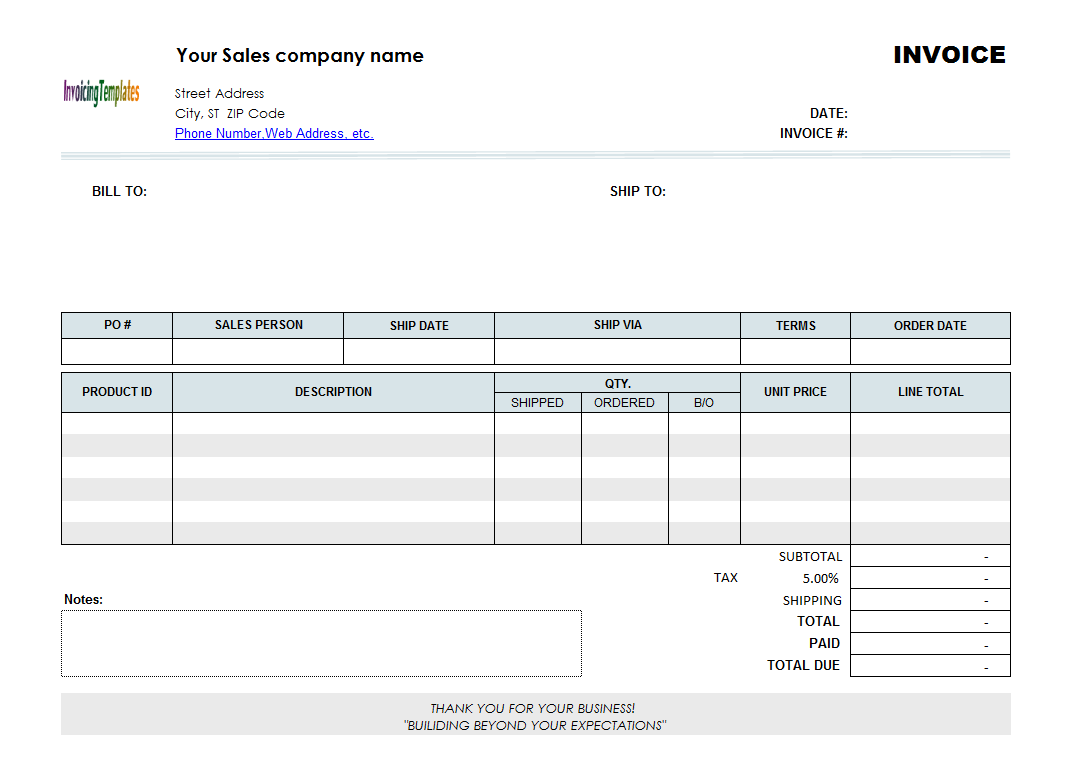 Your Sales company name
INVOICE
InvoicingTemplates
Street Address
City, ST  ZIP Code
DATE:
Phone Number,Web Address, etc.
INVOICE #:
BILL TO:
SHIP TO:
PO #
SALES PERSON
SHIP DATE
SHIP VIA
TERMS
ORDER DATE
PRODUCT ID
DESCRIPTION
QTY.
SHIPPED
ORDERED
B/O
UNIT PRICE
LINE TOTAL
SUBTOTAL -
TAX 5.00% -
SHIPPING -
TOTAL -
PAID -
TOTAL DUE -
Notes:
THANK YOU FOR YOUR BUSINESS!
"BUILIDING BEYOND YOUR EXPECTATIONS"